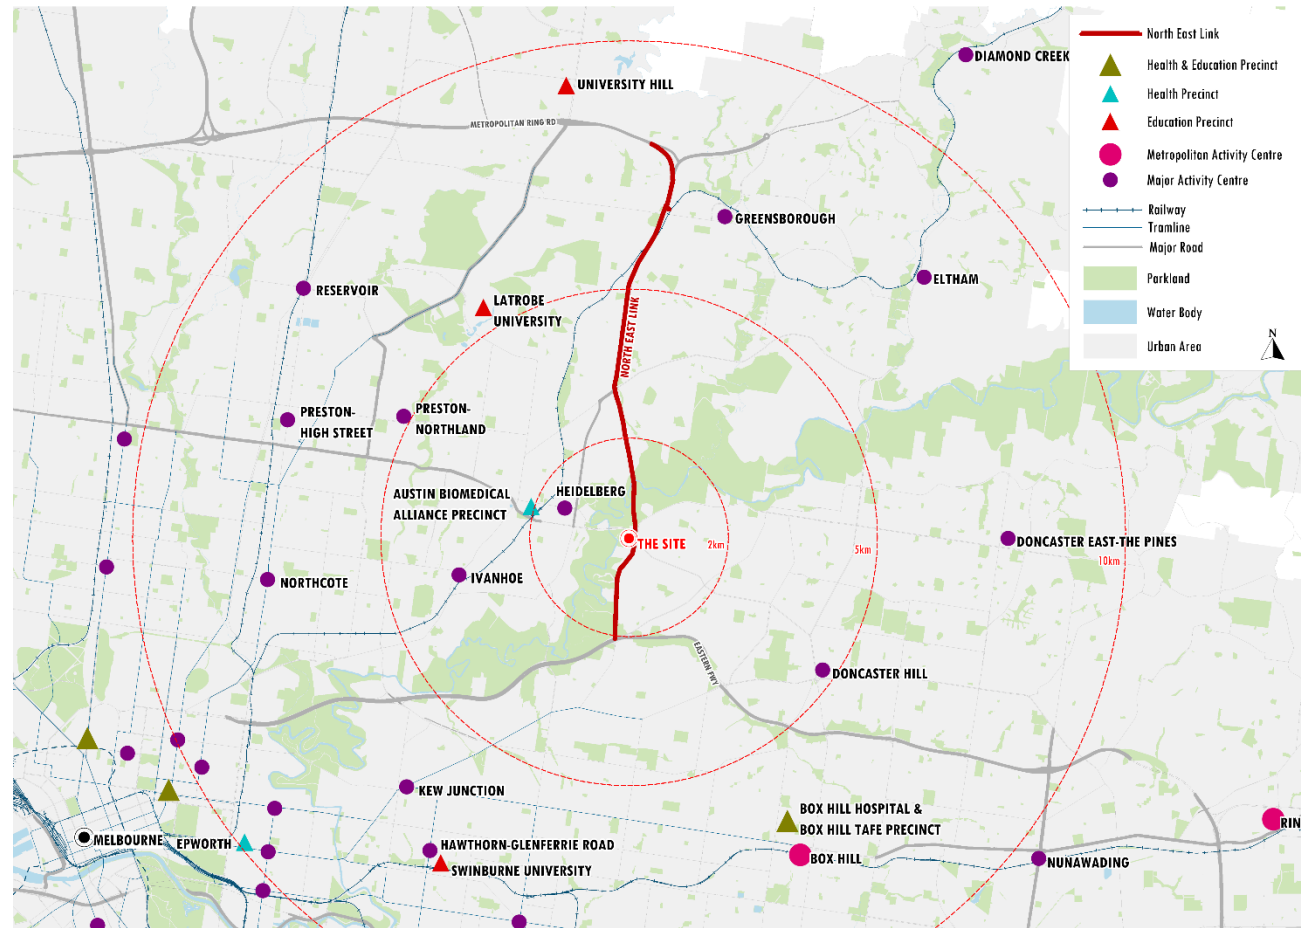 DIAMOND CREEK
UNIVERSITY HILL
METROPOLITAN RING RD
GREENSBOROUGH
ELTHAM
RESERVOIR
LATROBE
UNIVERSITY
NORTH EAST LINK
PRESTON-
HIGH STREET
PRESTON-
NORTHLAND
AUSTIN BIOMEDICAL
ALLIANCE PRECINCT
HEIDELBERG
THE SITE
2km
5km
10km
DONCASTER EAST-THE PINES
NORTHCOTE
IVANHOE
EASTERN FWY
DONCASTER HILL
KEW JUNCTION
BOX HILL HOSPITAL &
BOX HILL TAFE PRECINCT
MELBOURNE
EPWORTH
HAWTHORN-GLENFERRIE ROAD
SWINBURNE UNIVERSITY
BOX HILL
NUNAWADING
RIN
North East Link
Health & Education Precinct
Health Precinct
Education Precinct
Metropolitan Activity Centre
Major Activity Centre
Railway
Tramline
Major Road
Parkland
Water Body
Urban Area
N